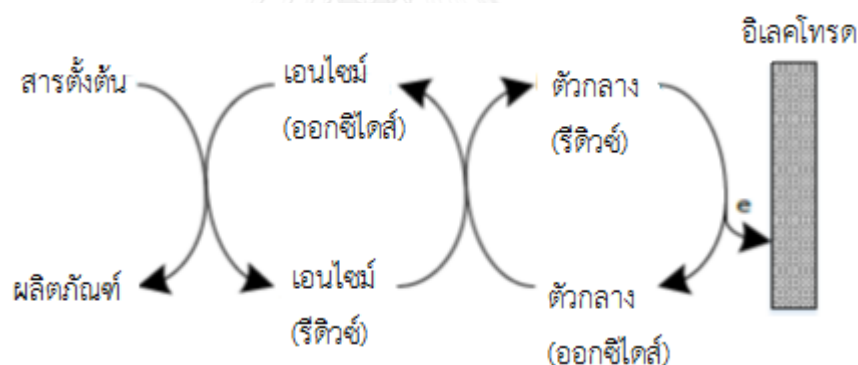 อิเลคโทรด
สารตั้งต้น
เอนไซม์
(ออกซิไดส์)
ตัวกลาง
(รีดิวซ์)
e
ผลิตภัณฑ์
เอนไซม์
(รีดิวซ์)
ตัวกลาง
(ออกซิไดส์)